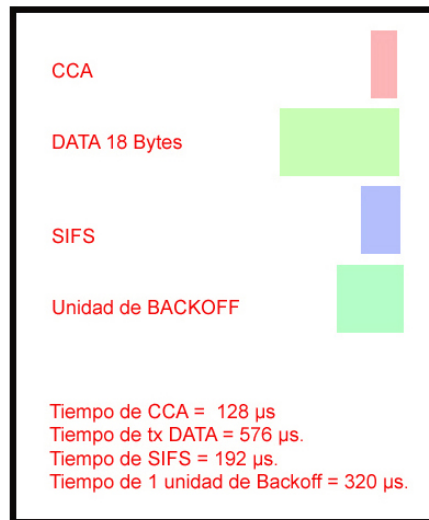 CCA
DATA 18 Bytes
SIFS
Unidad de BACKOFF
Tiempo de CCA = 128 µs
Tiempo de tx DATA = 576 µs.
Tiempo de SIFS = 192 µs.
Tiempo de 1 unidad de Backoff = 320 µs.